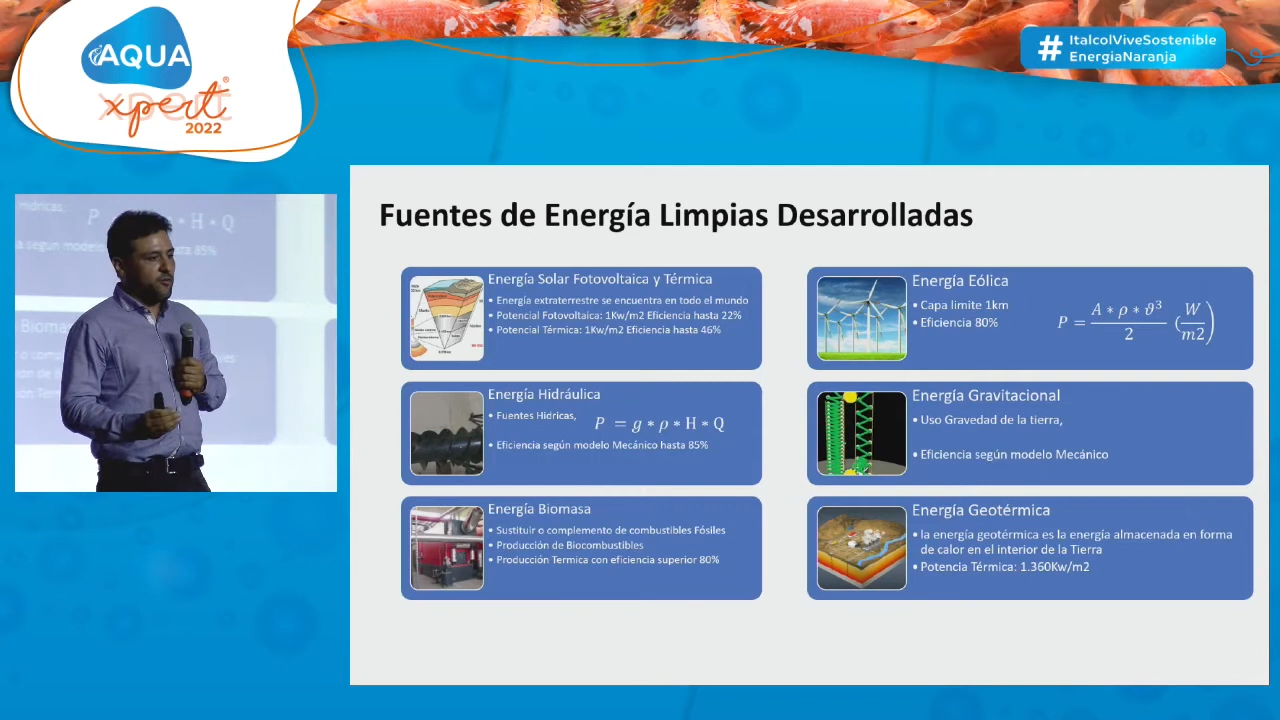 AQUA
xpert®
2022
# ItalcolViveSostenible
EnergiaNaranja
Fuentes de Energía Limpias Desarrolladas
Energía Solar Fotovoltaica y Térmica
• Energía extraterrestre se encuentra en todo el mundo
• Potencial Fotovoltaica: 1Kw/m2 Eficiencia hasta 22%
• Potencial Térmica: 1Kw/m2 Eficiencia hasta 46%
Energía Eólica
• Capa limite 1km
• Eficiencia 80%
P = A * ρ * ϑ³ / 2 (W / m2)
Energía Hidráulica
• Fuentes Hidricas,
P = g * ρ * H * Q
• Eficiencia según modelo Mecánico hasta 85%
Energía Gravitacional
• Uso Gravedad de la tierra,
• Eficiencia según modelo Mecánico
Energía Biomasa
• Sustituir o complemento de combustibles Fósiles
• Producción de Biocombustibles
• Producción Termica con eficiencia superior 80%
Energía Geotérmica
• la energía geotérmica es la energía almacenada en forma
de calor en el interior de la Tierra
• Potencia Térmica: 1.360Kw/m2